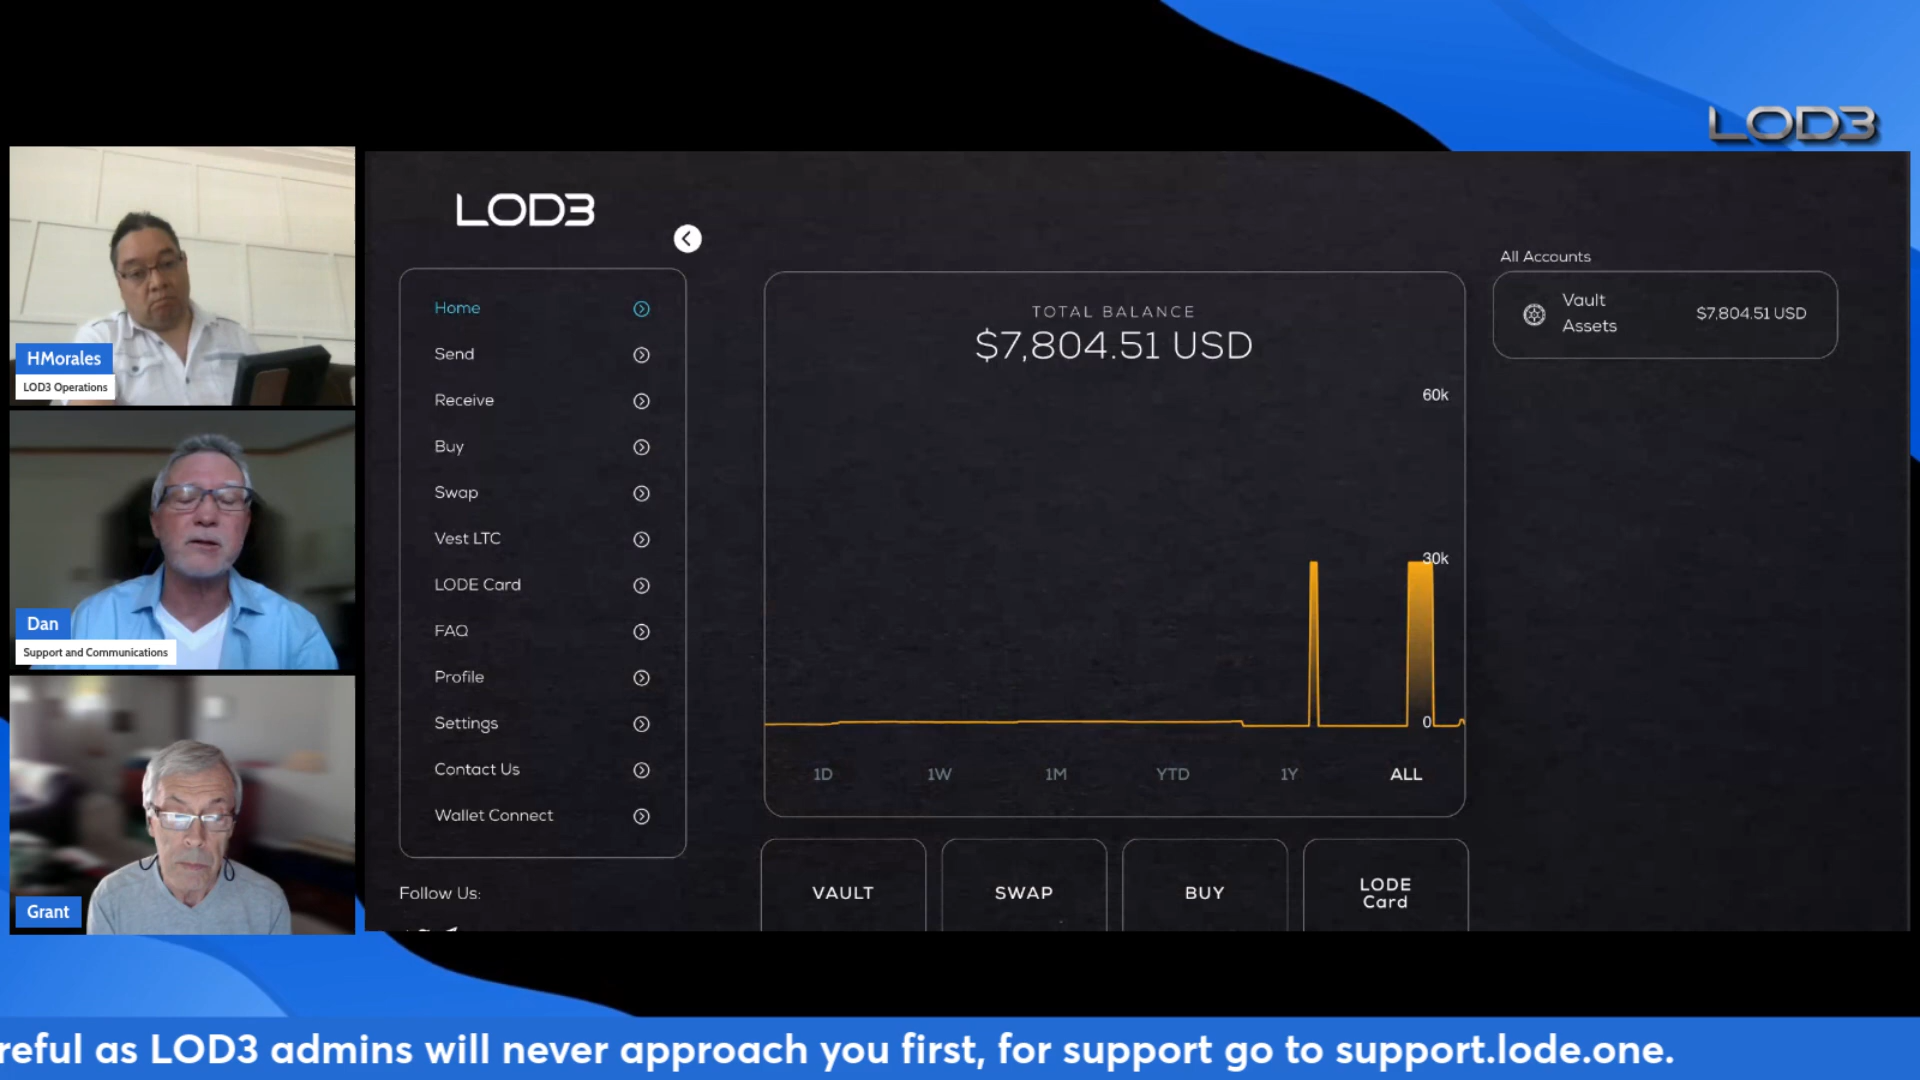 LOD3
LOD3
HMorales
LOD3 Operations
Dan
Support and Communications
Grant
Home
Send
Receive
Buy
Swap
Vest LTC
LODE Card
FAQ
Profile
Settings
Contact Us
Wallet Connect
Follow Us:
TOTAL BALANCE
$7,804.51 USD
60k
30k
0
1D 1W 1M YTD 1Y ALL
VAULT
SWAP
BUY
LODE
Card
All Accounts
Vault
Assets
$7,804.51 USD
reful as LOD3 admins will never approach you first, for support go to support.lode.one.